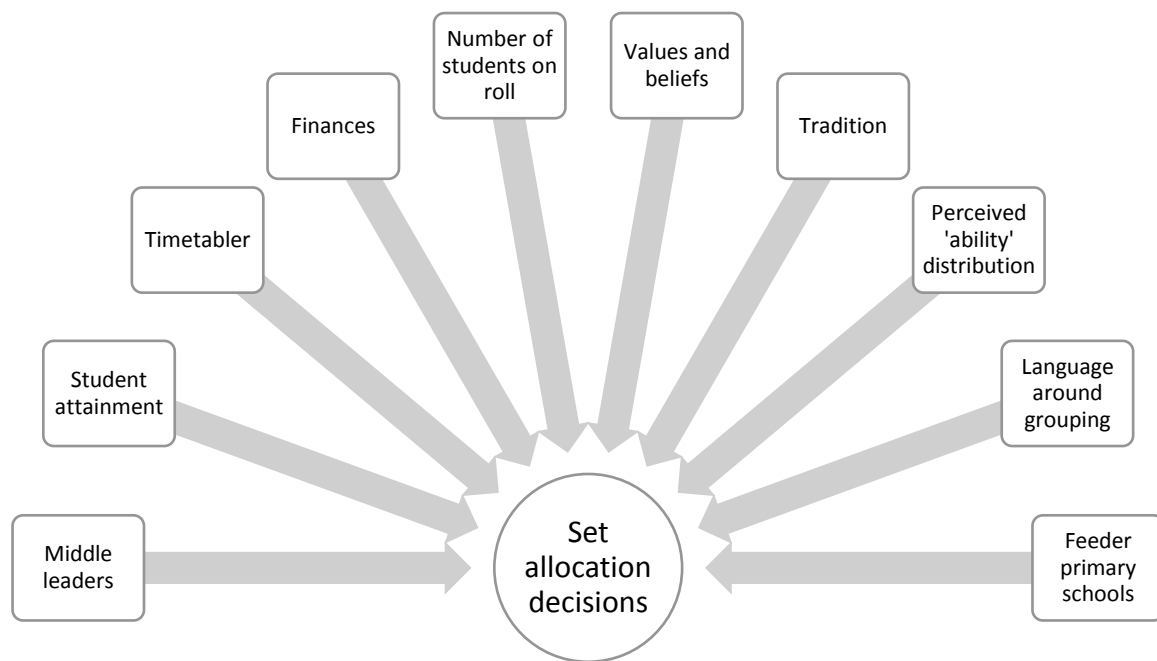 Number of
students on
roll
Values and
beliefs
Finances
Tradition
Timetabler
Perceived
'ability'
distribution
Student
attainment
Language
around
grouping
Middle
leaders
Set
allocation
decisions
Feeder
primary
schools